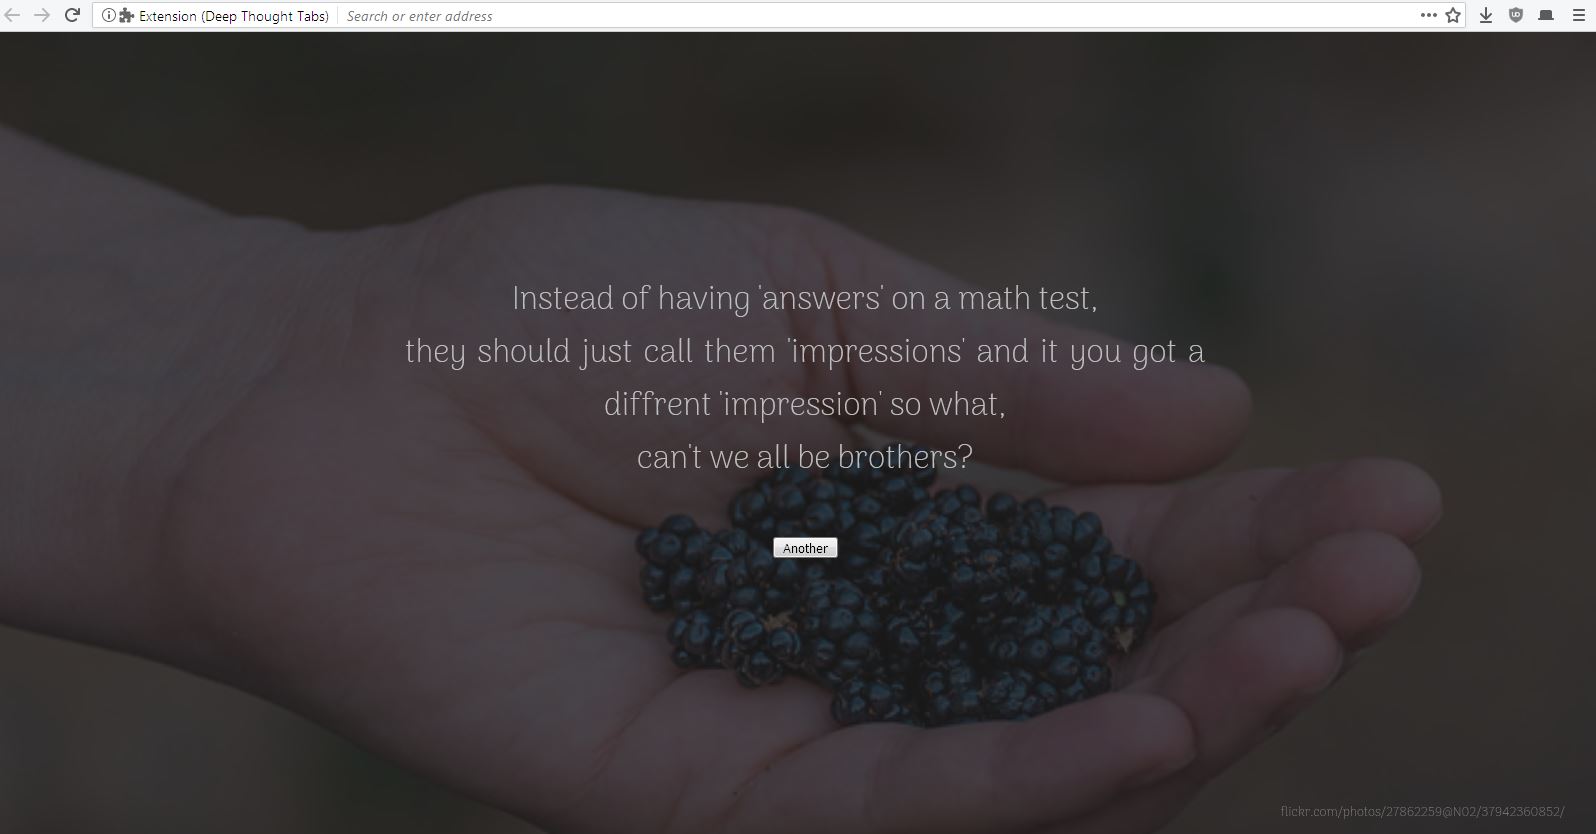 Extension (Deep Thought Tabs) Search or enter address
Instead of having 'answers' on a math test,
they should just call them 'impressions' and it you got a
diffrent 'impression' so what,
can't we all be brothers?
Another
flickr.com/photos/27862259@N02/37942360852/